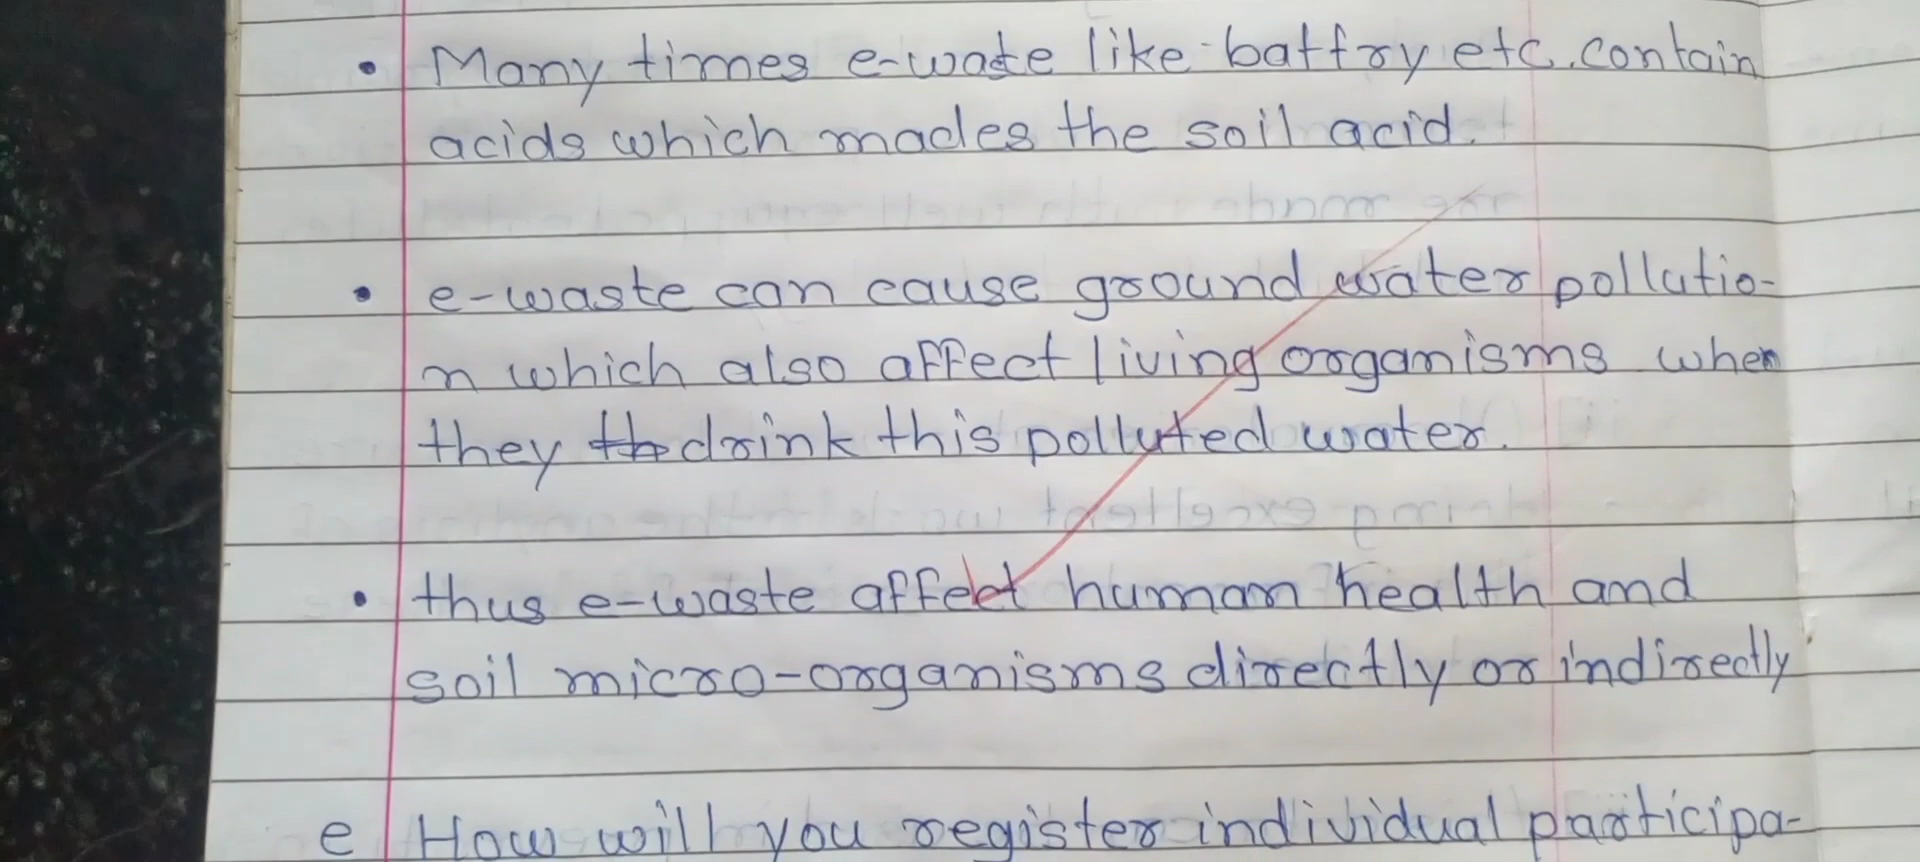 • Many times e-waste like battry etc. contain
acids which mades the soil acid.
• e-waste can cause ground water pollutio-
n which also affect living organisms when
they th drink this polluted water.
• thus e-waste affect human health and
soil micro-organisms directly or indirectly
e How will you register individual participa-